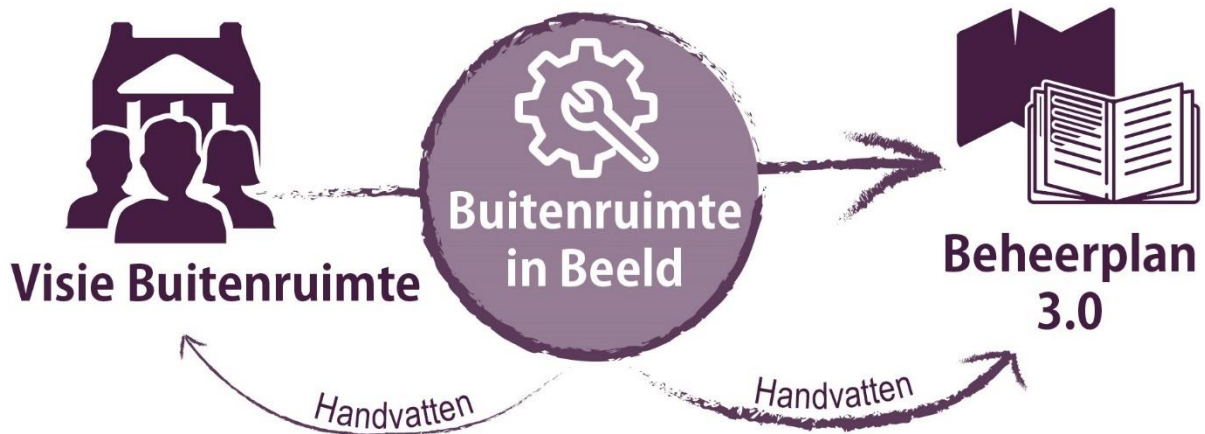 Visie Buitenruimte
Buitenruimte
in Beeld
Beheerplan
3.0
Handvatten
Handvatten